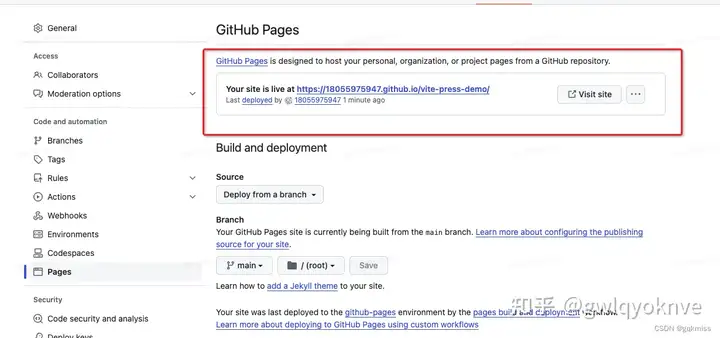 General
Access
Collaborators
Moderation options
Code and automation
Branches
Tags
Rules
Actions
Webhooks
Environments
Codespaces
Pages
Security
Code security and analysis
Deploy keys
GitHub Pages
GitHub Pages is designed to host your personal, organization, or project pages from a GitHub repository.
Your site is live at https://18055975947.github.io/vite-press-demo/
Last deployed by 18055975947 1 minute ago
Visit site
Build and deployment
Source
Deploy from a branch
Branch
Your GitHub Pages site is currently being built from the main branch. Learn more about configuring the publishing
source for your site.
main
/ (root)
Save
Learn how to add a Jekyll theme to your site.
Your site was last deployed to the github-pages environment by the pages build and deployment workflow.
Learn more about deploying to GitHub Pages using custom workflows
知乎 @gwlqyoknve